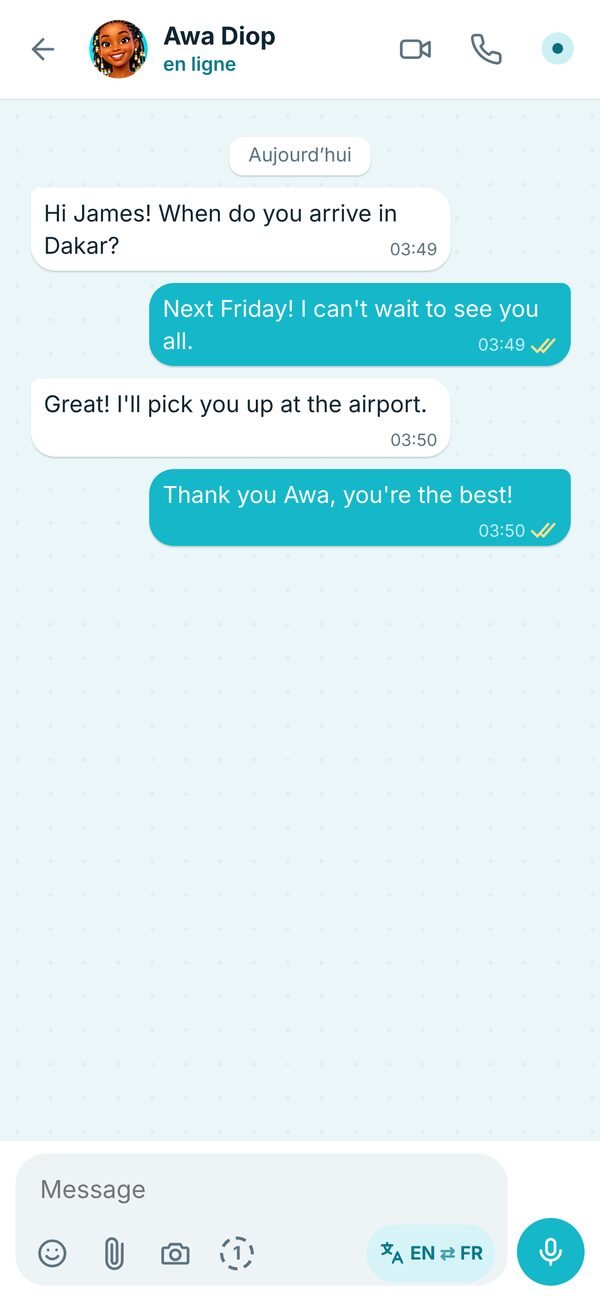 Awa Diop
en ligne
Aujourd’hui
Hi James! When do you arrive in
Dakar?
03:49
Next Friday! I can't wait to see you
all.
03:49
Great! I'll pick you up at the airport.
03:50
Thank you Awa, you're the best!
03:50
Message
1
EN ⇄ FR